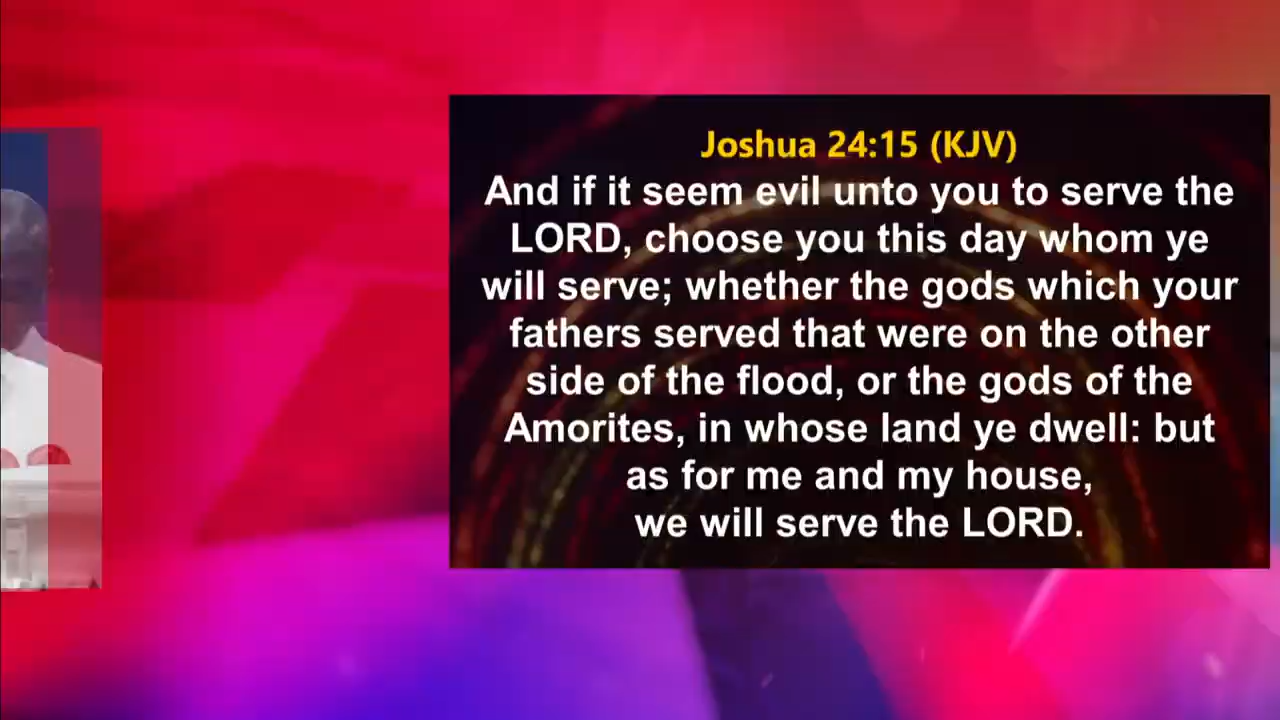 Joshua 24:15 (KJV)
And if it seem evil unto you to serve the
LORD, choose you this day whom ye
will serve; whether the gods which your
fathers served that were on the other
side of the flood, or the gods of the
Amorites, in whose land ye dwell: but
as for me and my house,
we will serve the LORD.